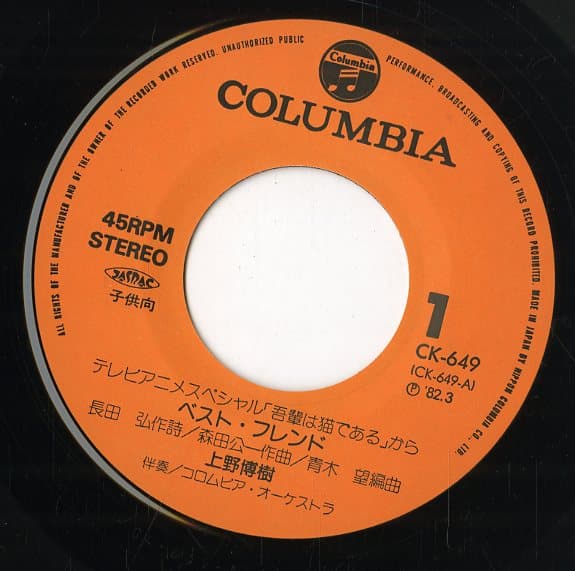 ALL RIGHTS OF THE MANUFACTURER AND OF THE OWNER OF THE RECORDED WORK RESERVED. UNAUTHORIZED PUBLIC PERFORMANCE, BROADCASTING AND COPYING OF THIS RECORD PROHIBITED. MADE IN JAPAN BY NIPPON COLUMBIA CO., LTD.
Columbia
COLUMBIA
45RPM
STEREO
JASRAC
子供向
1
CK-649
(CK-649-A)
Ⓟ '82.3
テレビアニメスペシャル「吾輩は猫である」から
ベスト・フレンド
長田 弘作詩/森田公一作曲/青木 望編曲
上野博樹
伴奏/コロムビア・オーケストラ